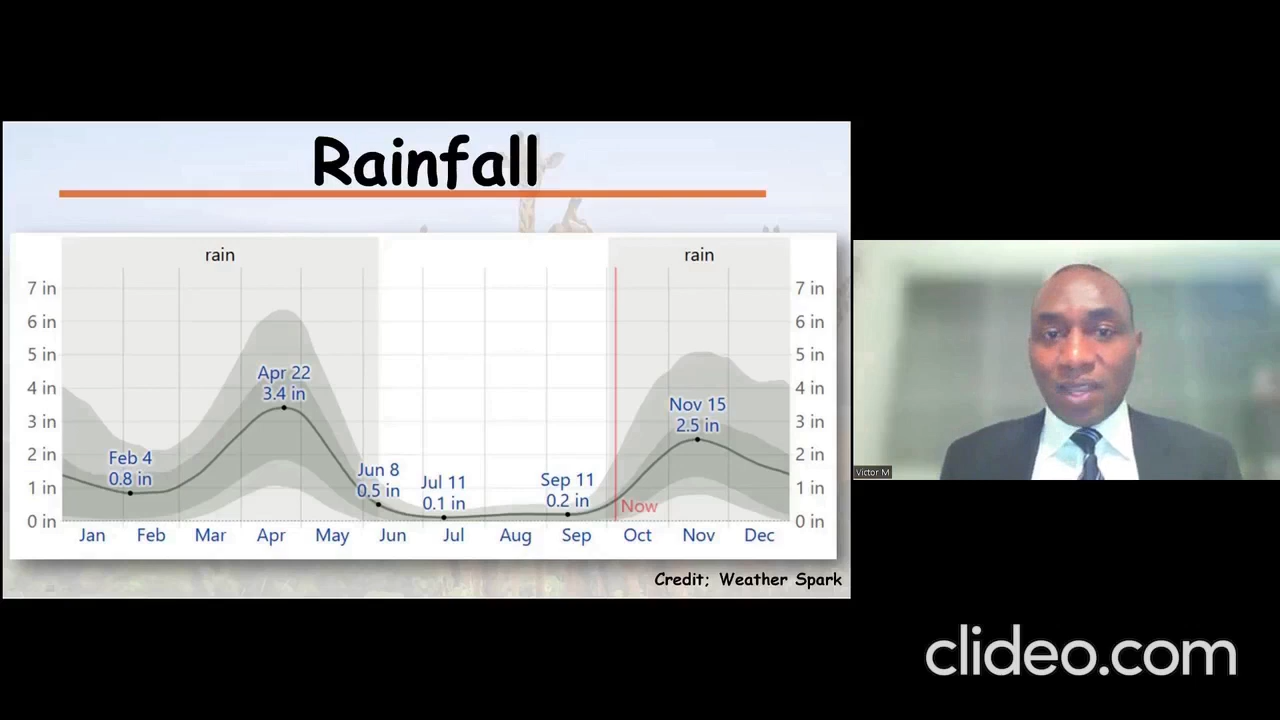 Rainfall
rain
rain
7 in
7 in
6 in
6 in
5 in
5 in
Apr 22
4 in
4 in
3.4 in
Nov 15
3 in
2.5 in
3 in
Feb 4
2 in
2 in
0.8 in
Jun 8
0.5 in
Jul 11
0.1 in
Sep 11
0.2 in
1 in
1 in
Now
0 in
0 in
Jan Feb Mar Apr May Jun Jul Aug Sep Oct Nov Dec
Credit; Weather Spark
Victor M
clideo.com